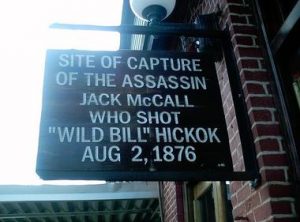 SITE OF CAPTURE
OF THE ASSASSIN
JACK McCALL
WHO SHOT
"WILD BILL" HICKOK
AUG 2, 1876